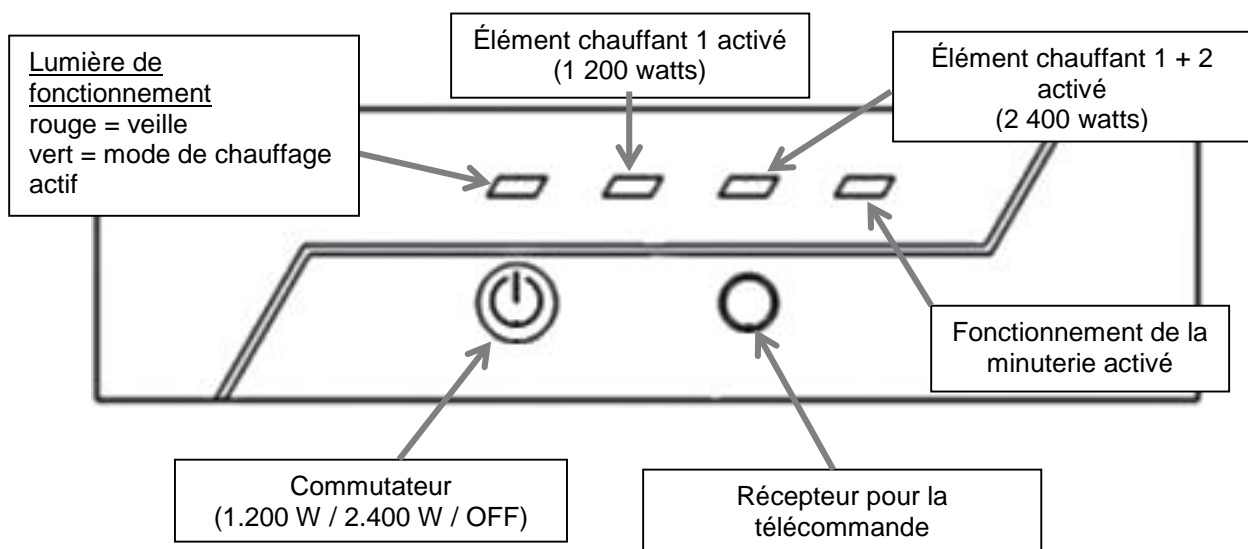 Lumière de
fonctionnement
rouge = veille
vert = mode de chauffage
actif
Élément chauffant 1 activé
(1 200 watts)
Élément chauffant 1 + 2
activé
(2 400 watts)
Fonctionnement de la
minuterie activé
Commutateur
(1.200 W / 2.400 W / OFF)
Récepteur pour la
télécommande